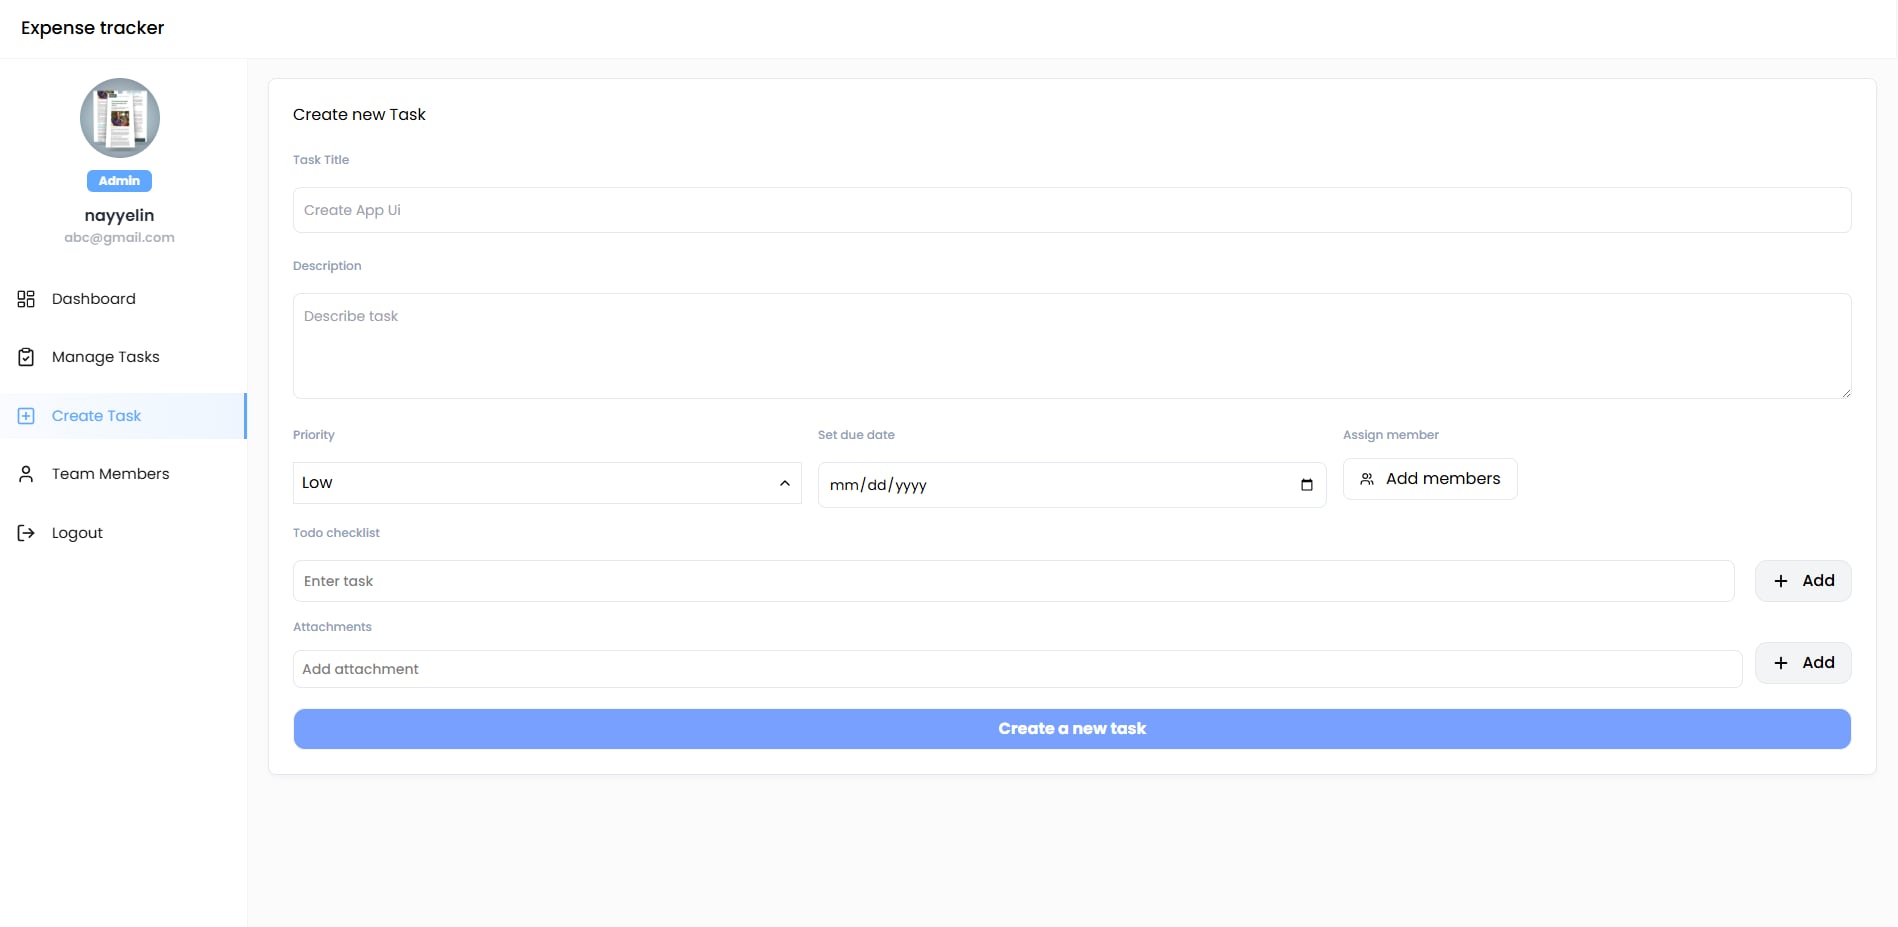 Expense tracker
Admin
nayyelin
abc@gmail.com
Dashboard
Manage Tasks
Create Task
Team Members
Logout
Create new Task
Task Title
Create App Ui
Description
Describe task
Priority
Set due date
Assign member
Low
mm/dd/yyyy
Add members
Todo checklist
Enter task
Add
Attachments
Add attachment
Add
Create a new task